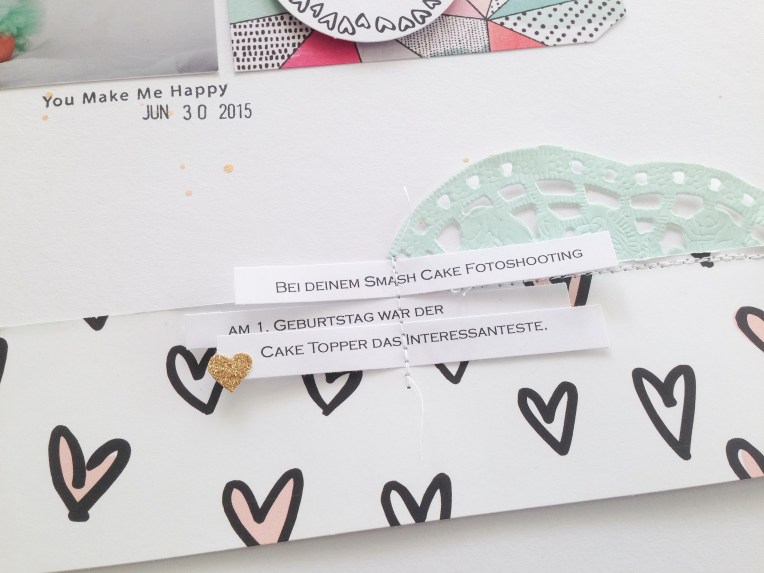 You Make Me Happy
JUN 30 2015
BEI DEINEM SMASH CAKE FOTOSHOOTING
AM 1. GEBURTSTAG WAR DER
CAKE TOPPER DAS INTERESSANTESTE.